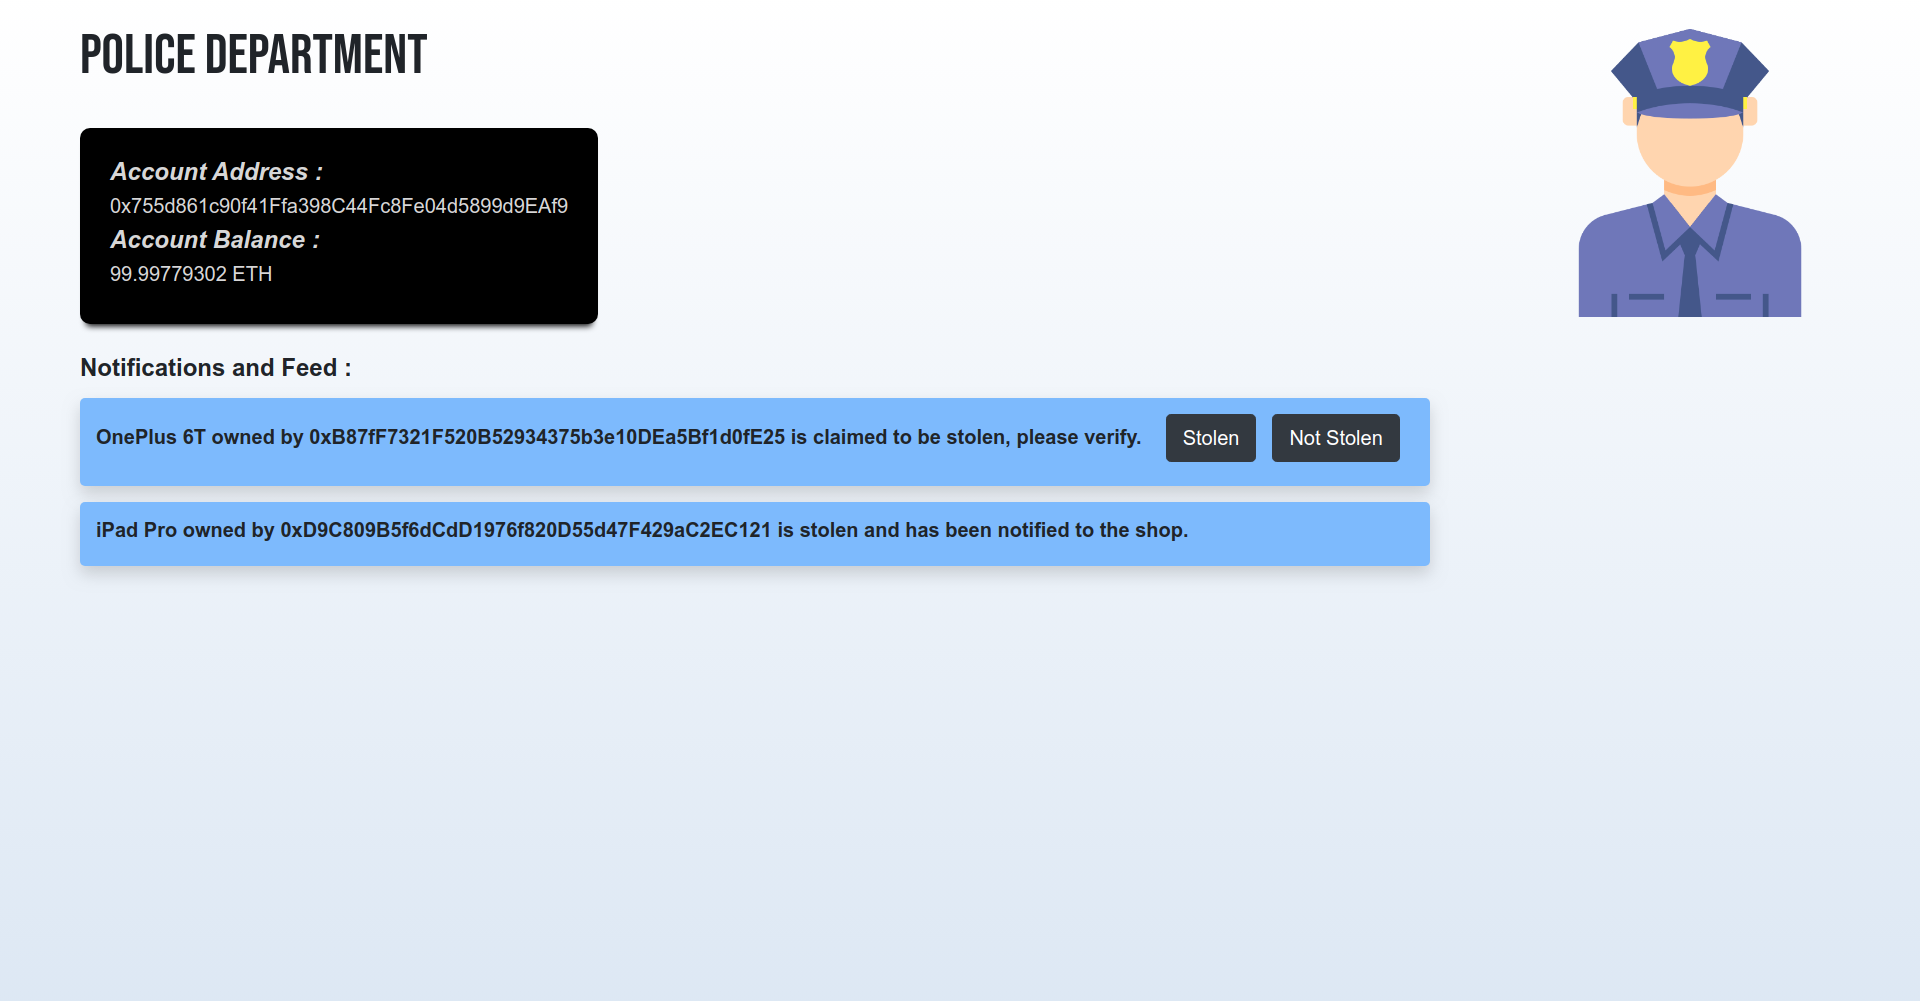 POLICE DEPARTMENT
Account Address :
0x755d861c90f41Ffa398C44Fc8Fe04d5899d9EAf9
Account Balance :
99.99779302 ETH
Notifications and Feed :
OnePlus 6T owned by 0xB87fF7321F520B52934375b3e10DEa5Bf1d0fE25 is claimed to be stolen, please verify. Stolen Not Stolen
iPad Pro owned by 0xD9C809B5f6dCdD1976f820D55d47F429aC2EC121 is stolen and has been notified to the shop.